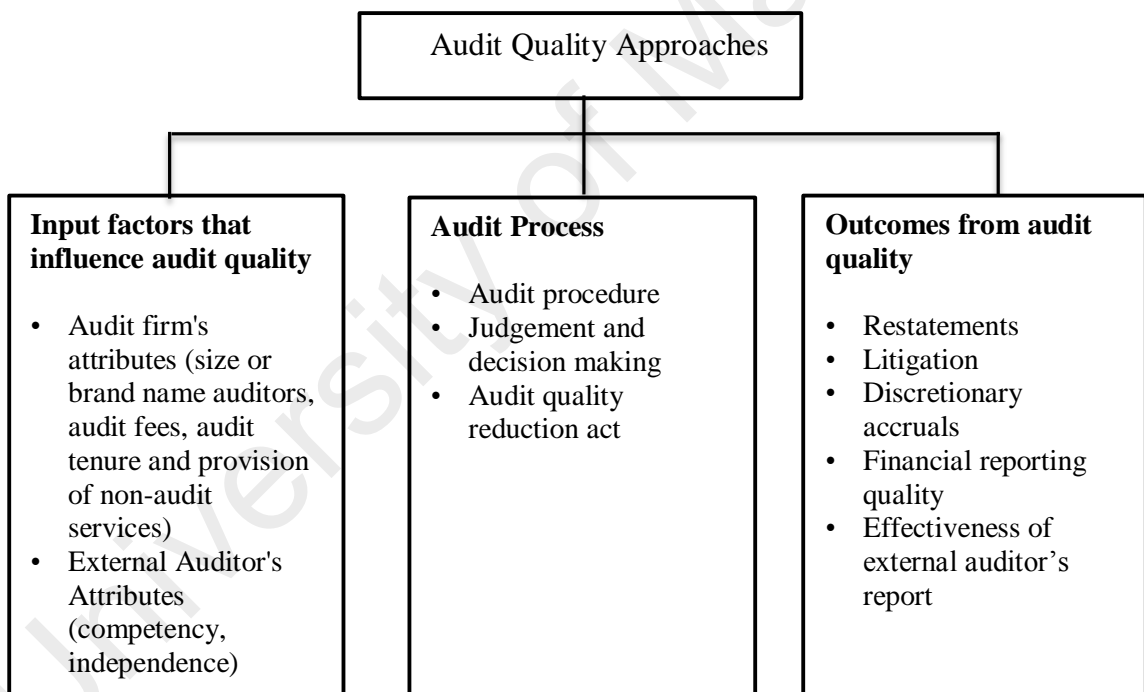 Audit Quality Approaches
Input factors that
influence audit quality
• Audit firm's
attributes (size or
brand name auditors,
audit fees, audit
tenure and provision
of non-audit
services)
• External Auditor's
Attributes
(competency,
independence)
Audit Process
• Audit procedure
• Judgement and
decision making
• Audit quality
reduction act
Outcomes from audit
quality
• Restatements
• Litigation
• Discretionary
accruals
• Financial reporting
quality
• Effectiveness of
external auditor’s
report
University of Ma